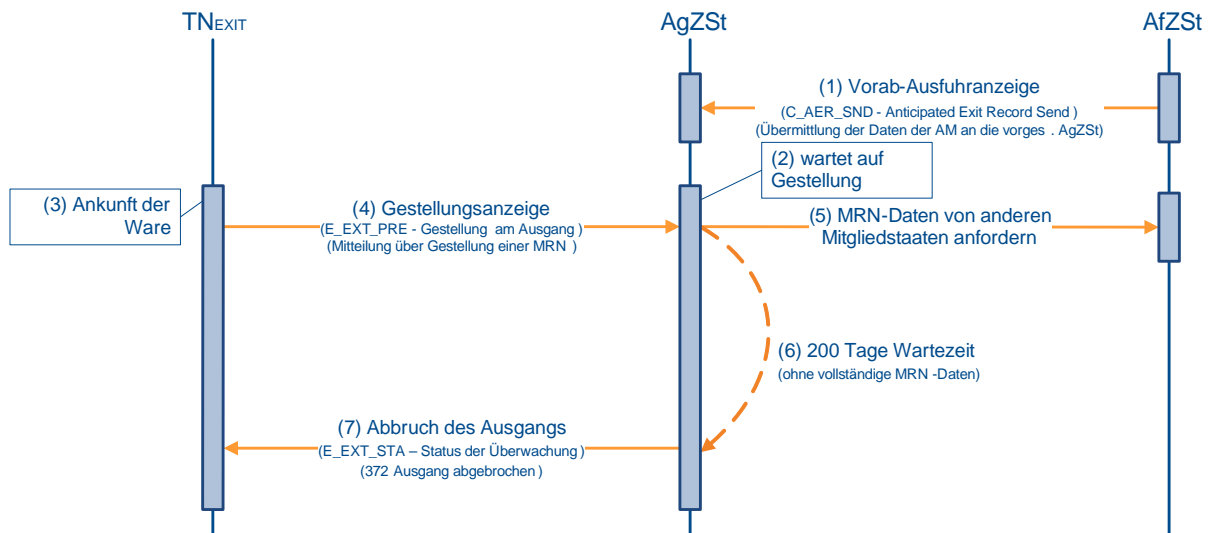 TNEXIT
AgZSt
AfZSt
(1) Vorab-Ausfuhranzeige
(C_AER_SND - Anticipated Exit Record Send )
(Übermittlung der Daten der AM an die vorges . AgZSt)
(2) wartet auf
Gestellung
(3) Ankunft der
Ware
(4) Gestellungsanzeige
(E_EXT_PRE - Gestellung am Ausgang )
(Mitteilung über Gestellung einer MRN )
(5) MRN-Daten von anderen
Mitgliedstaaten anfordern
(6) 200 Tage Wartezeit
(ohne vollständige MRN -Daten)
(7) Abbruch des Ausgangs
(E_EXT_STA – Status der Überwachung )
(372 Ausgang abgebrochen)